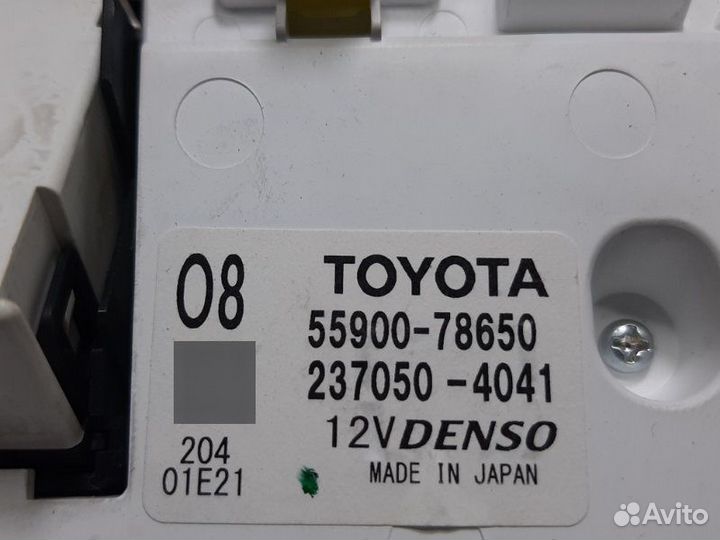 08
TOYOTA
55900-78650
237050-4041
12V DENSO
204
01E21
MADE IN JAPAN
Avito